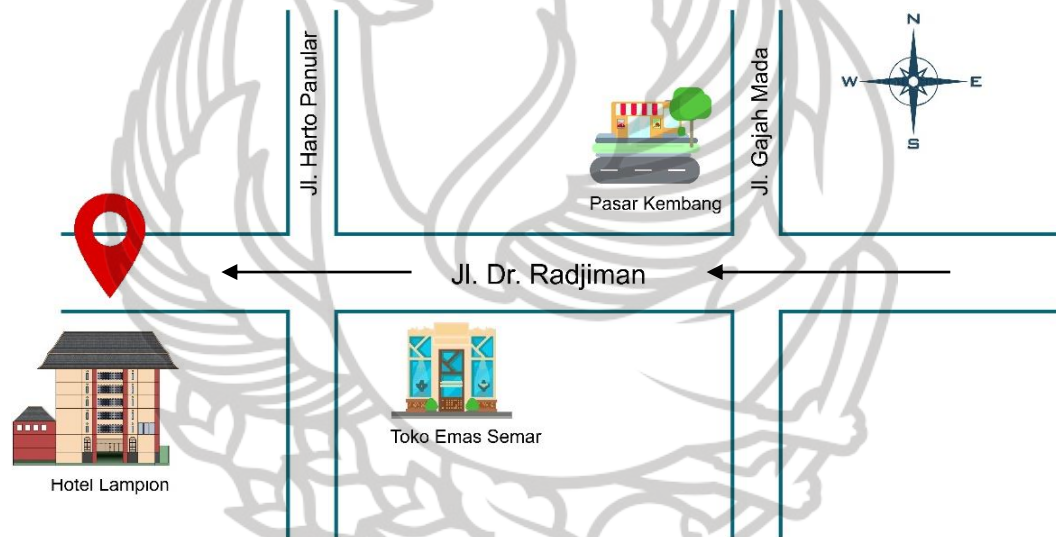 Jl. Harto Panular
Jl. Gajah Mada
N
W
E
S
Pasar Kembang
Jl. Dr. Radjiman
Toko Emas Semar
Hotel Lampion